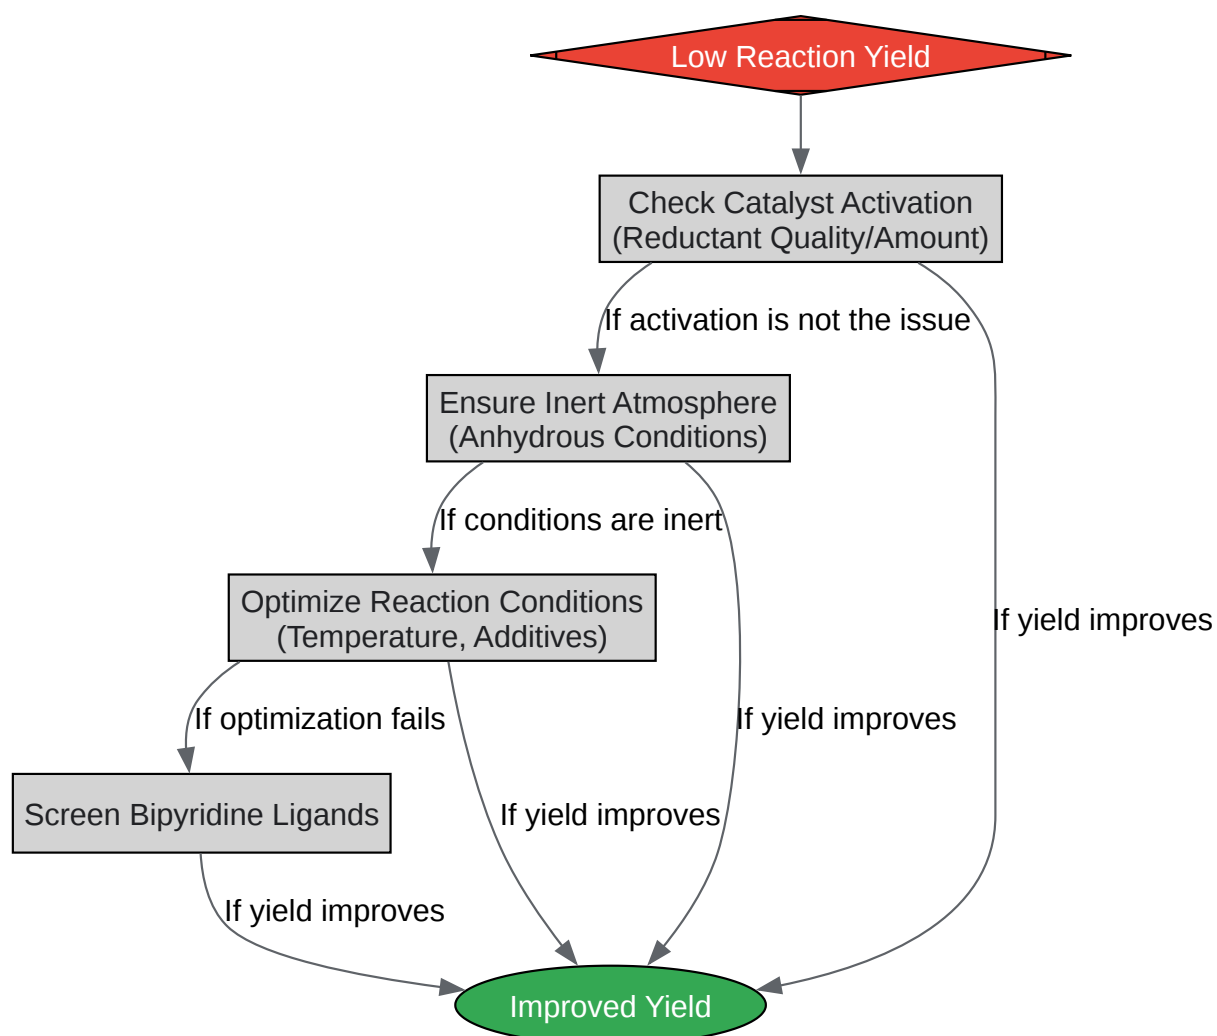 Low Reaction Yield
Check Catalyst Activation
(Reductant Quality/Amount)
If activation is not the issue
Ensure Inert Atmosphere
(Anhydrous Conditions)
If conditions are inert
Optimize Reaction Conditions
(Temperature, Additives)
If yield improves
If optimization fails
If yield improves
Screen Bipyridine Ligands
If yield improves
If yield improves
Improved Yield